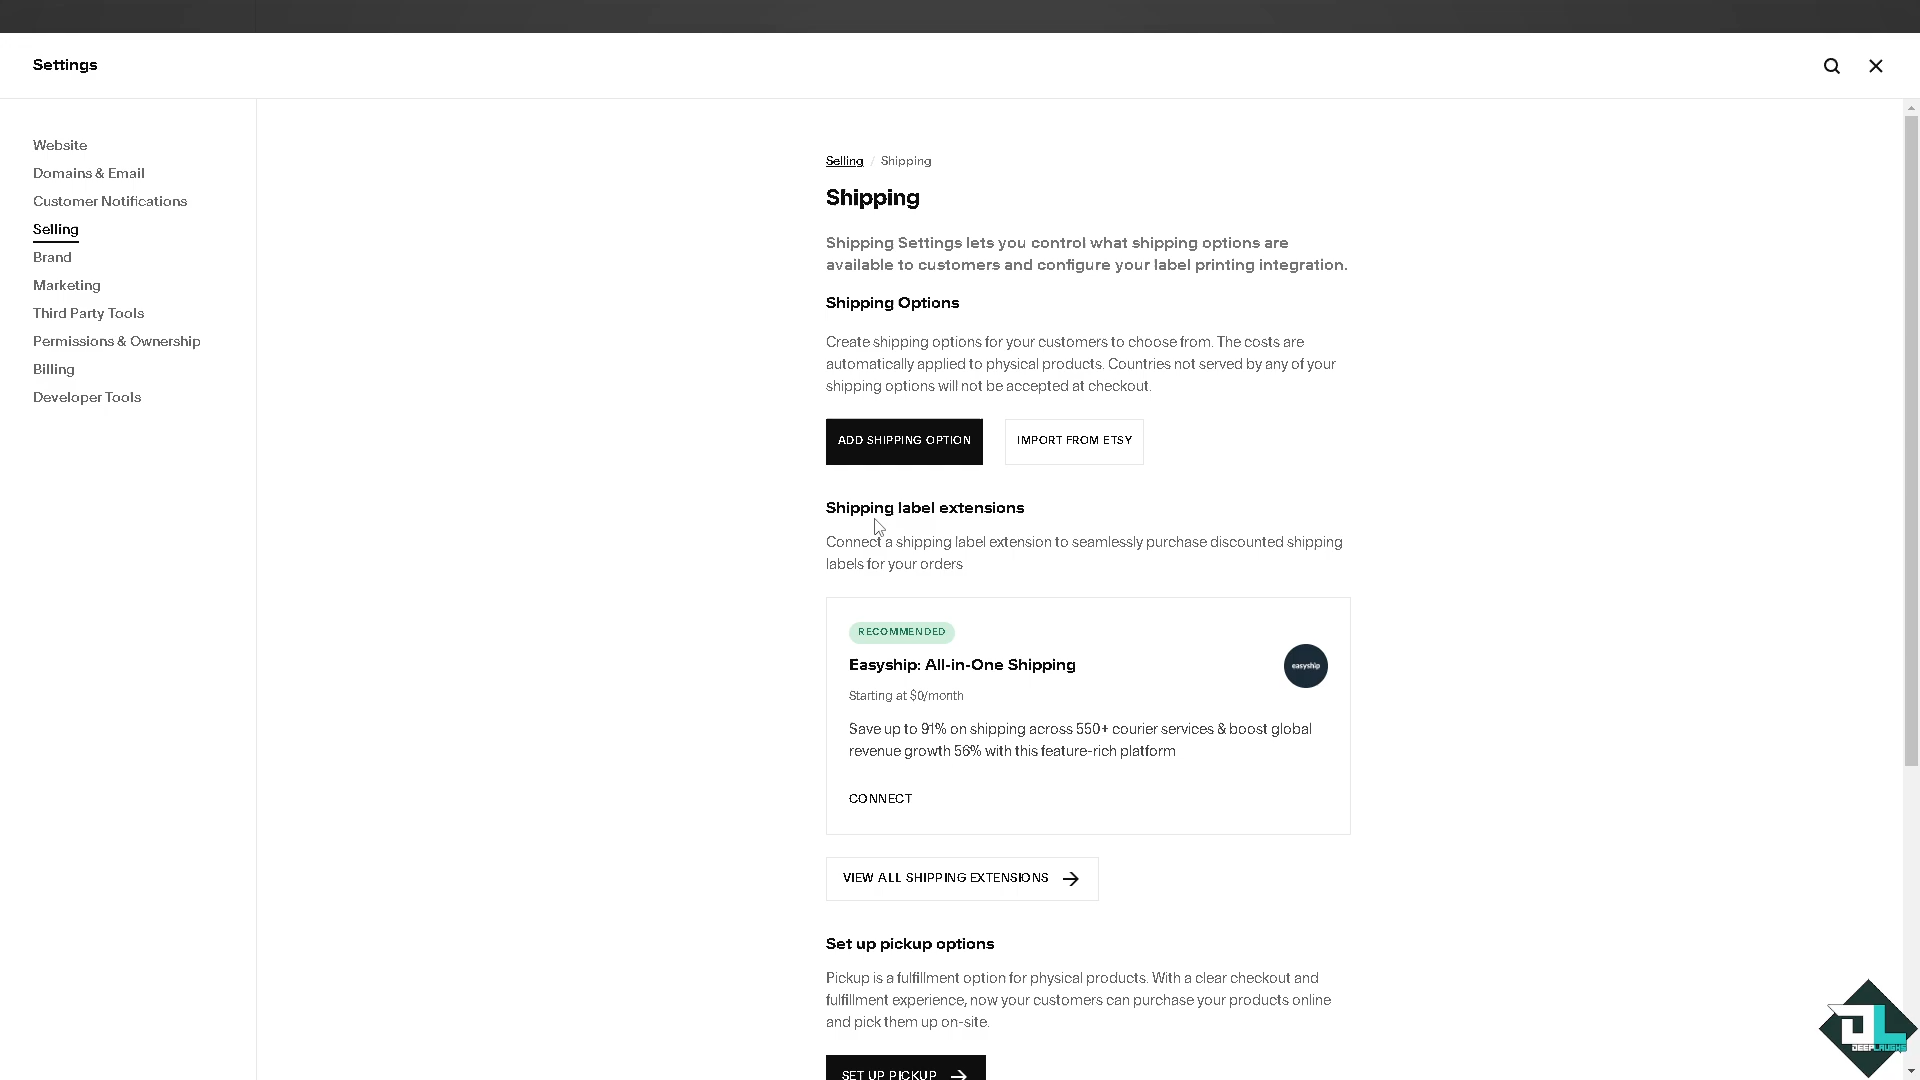 Settings
Website
Domains & Email
Customer Notifications
Selling
Brand
Marketing
Third Party Tools
Permissions & Ownership
Billing
Developer Tools
Selling / Shipping
Shipping
Shipping Settings lets you control what shipping options are
available to customers and configure your label printing integration.
Shipping Options
Create shipping options for your customers to choose from. The costs are
automatically applied to physical products. Countries not served by any of your
shipping options will not be accepted at checkout.
ADD SHIPPING OPTION
IMPORT FROM ETSY
Shipping label extensions
Connect a shipping label extension to seamlessly purchase discounted shipping
labels for your orders
RECOMMENDED
Easyship: All-in-One Shipping
easyship
Starting at $0/month
Save up to 91% on shipping across 550+ courier services & boost global
revenue growth 56% with this feature-rich platform
CONNECT
VIEW ALL SHIPPING EXTENSIONS
Set up pickup options
Pickup is a fulfillment option for physical products. With a clear checkout and
fulfillment experience, now your customers can purchase your products online
and pick them up on-site.
SET UP PICKUP
DL
DEEPLAUGHS